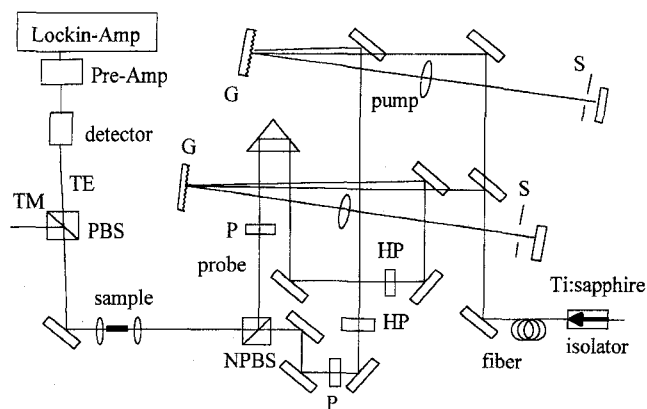 Lockin-Amp
Pre-Amp
detector
TE
TM
PBS
sample
G
pump
S
G
S
P
probe
HP
HP
NPBS
P
Ti:sapphire
fiber
isolator